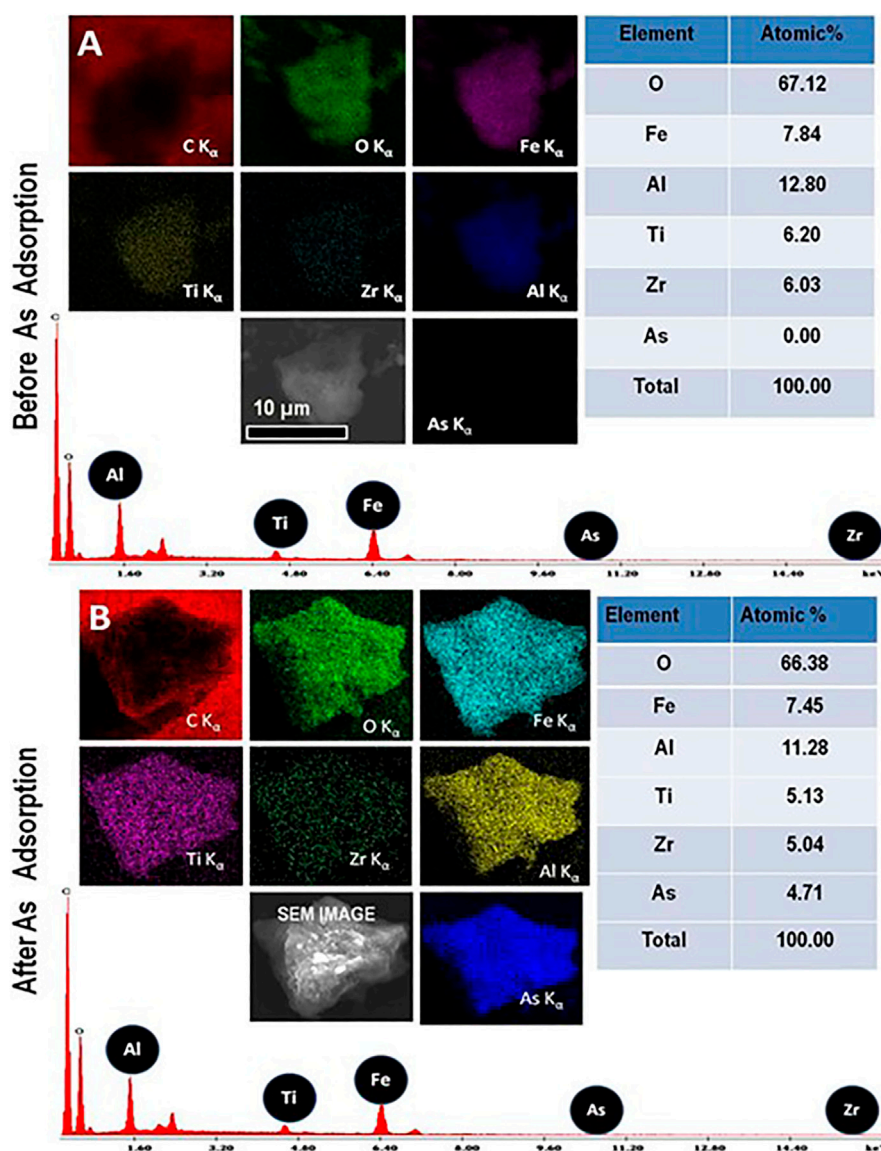 Before As Adsorption
A
C Kα
O Kα
Fe Kα
Ti Kα
Zr Kα
Al Kα
10 µm
As Kα
Element Atomic%
O 67.12
Fe 7.84
Al 12.80
Ti 6.20
Zr 6.03
As 0.00
Total 100.00
C
O
Al
Ti
Fe
As
Zr
1.60 3.20 4.80 6.40 8.00 9.60 11.20 12.80 14.40 keV
After As Adsorption
B
C Kα
O Kα
Fe Kα
Ti Kα
Zr Kα
Al Kα
SEM IMAGE
As Kα
Element Atomic %
O 66.38
Fe 7.45
Al 11.28
Ti 5.13
Zr 5.04
As 4.71
Total 100.00
C
O
Al
Ti
Fe
As
Zr
1.60 3.20 4.80 6.40 8.00 9.60 11.20 12.80 14.40